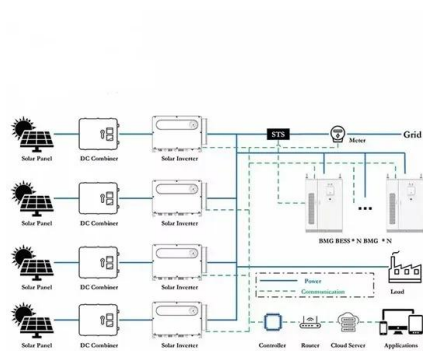 STS
Meter
Grid
Solar Panel DC Combiner Solar Inverter
Solar Panel DC Combiner Solar Inverter
BMG BESS * N BMG * N
Solar Panel DC Combiner Solar Inverter
Power
Communication
Load
Solar Panel DC Combiner Solar Inverter
Controller Router Cloud Server Applications